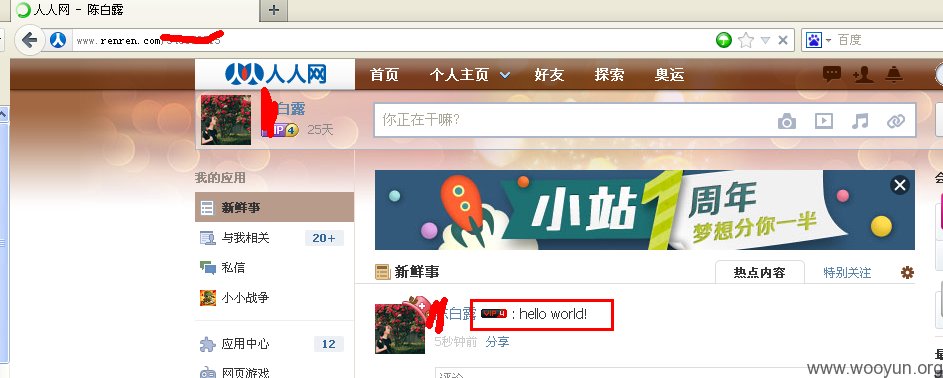 人人网 - 陈白露
www.renren.com/
百度
人人网 首页 个人主页 好友 探索 奥运
白露
VIP 4 25天
你正在干嘛?
我的应用
新鲜事
与我相关 20+
私信
小小战争
应用中心 12
网页游戏
小站1周年
梦想分你一半
新鲜事 热点内容 特别关注
陈白露 VIP 4 : hello world!
5秒钟前 分享
评论
www.wooyun.org